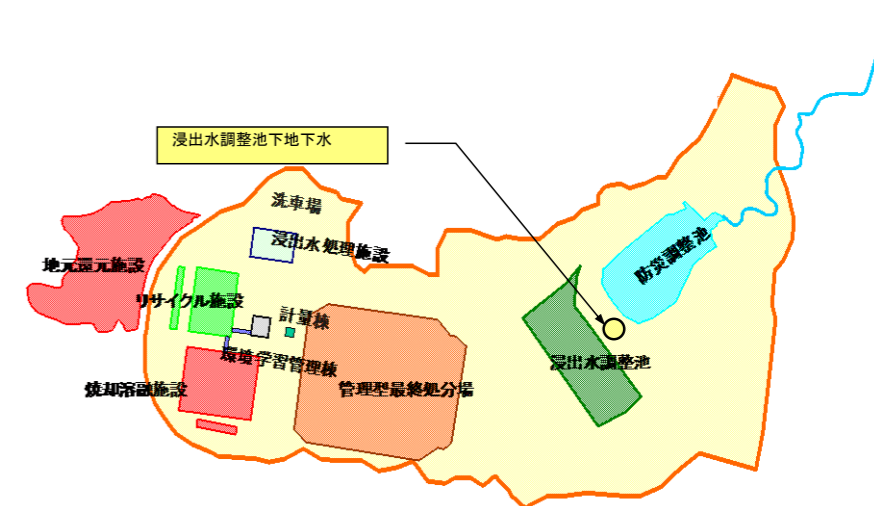 浸出水調整池下地下水
洗車場
浸出水処理施設
防災調整池
地元還元施設
リサイクル施設
計量棟
環境学習管理棟
浸出水調整池
焼却溶融施設
管理型最終処分場